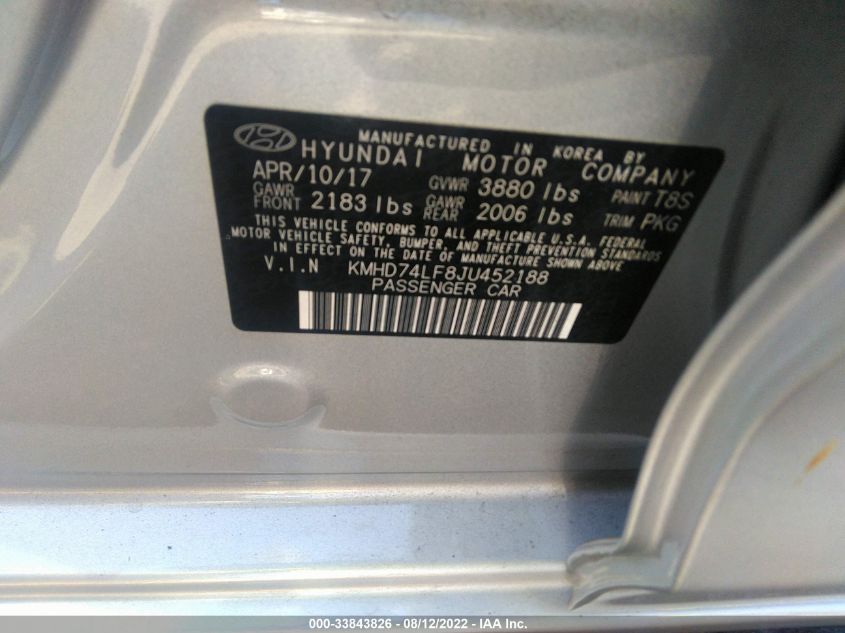 MANUFACTURED IN KOREA BY
HYUNDAI MOTOR COMPANY
APR/10/17 GVWR 3880 lbs PAINT T8S
GAWR FRONT 2183 lbs GAWR REAR 2006 lbs TRIM PKG
THIS VEHICLE CONFORMS TO ALL APPLICABLE U.S.A. FEDERAL
MOTOR VEHICLE SAFETY, BUMPER, AND THEFT PREVENTION STANDARDS
IN EFFECT ON THE DATE OF MANUFACTURE SHOWN ABOVE
V.I.N KMHD74LF8JU452188
PASSENGER CAR
000-33843826 - 08/12/2022 - IAA Inc.